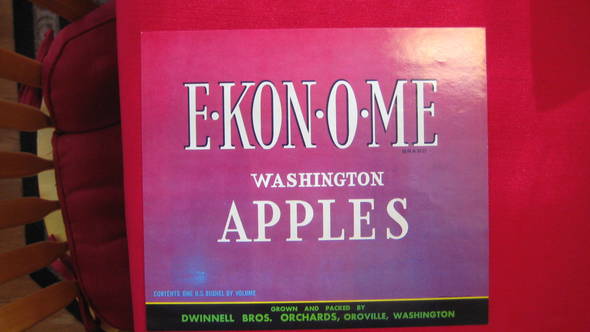 E·KON·O·ME
BRAND
WASHINGTON
APPLES
CONTENTS ONE U.S. BUSHEL BY VOLUME
GROWN AND PACKED BY
DWINNELL BROS. ORCHARDS, OROVILLE, WASHINGTON